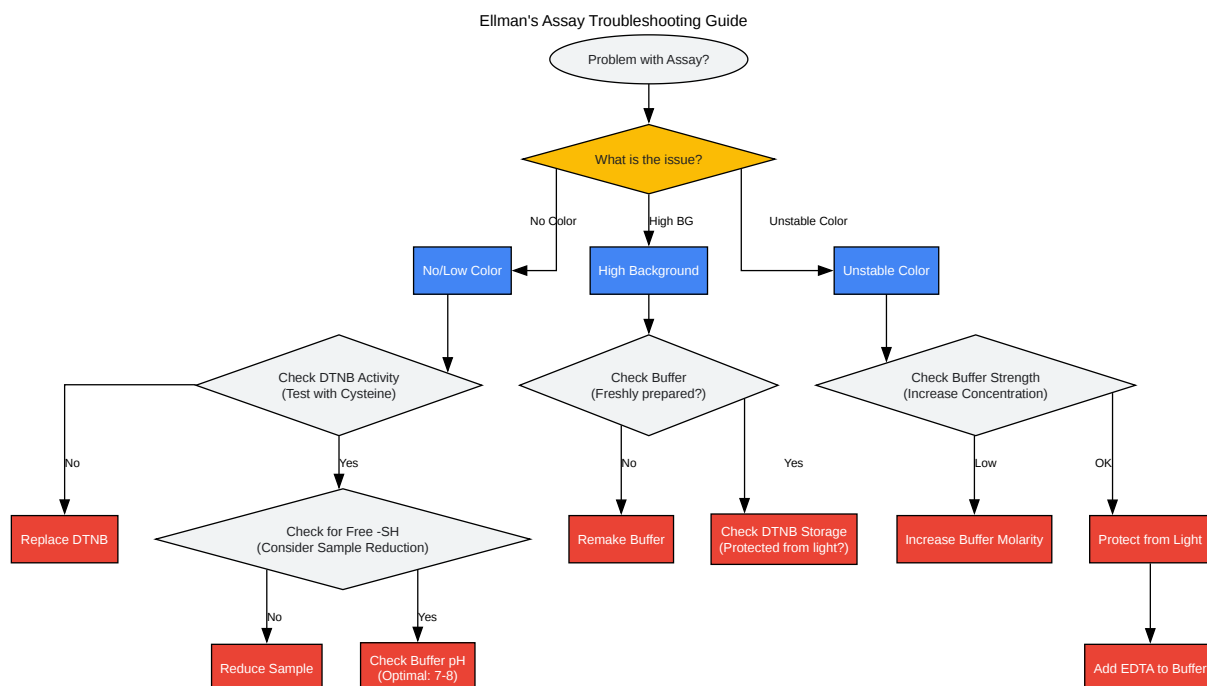 Ellman's Assay Troubleshooting Guide
Problem with Assay?
What is the issue?
No Color
High BG
Unstable Color
No/Low Color
High Background
Unstable Color
Check DTNB Activity
(Test with Cysteine)
Check Buffer
(Freshly prepared?)
Check Buffer Strength
(Increase Concentration)
No
Yes
No
Yes
Low
OK
Replace DTNB
Check for Free -SH
(Consider Sample Reduction)
Remake Buffer
Check DTNB Storage
(Protected from light?)
Increase Buffer Molarity
Protect from Light
No
Yes
Reduce Sample
Check Buffer pH
(Optimal: 7-8)
Add EDTA to Buffer